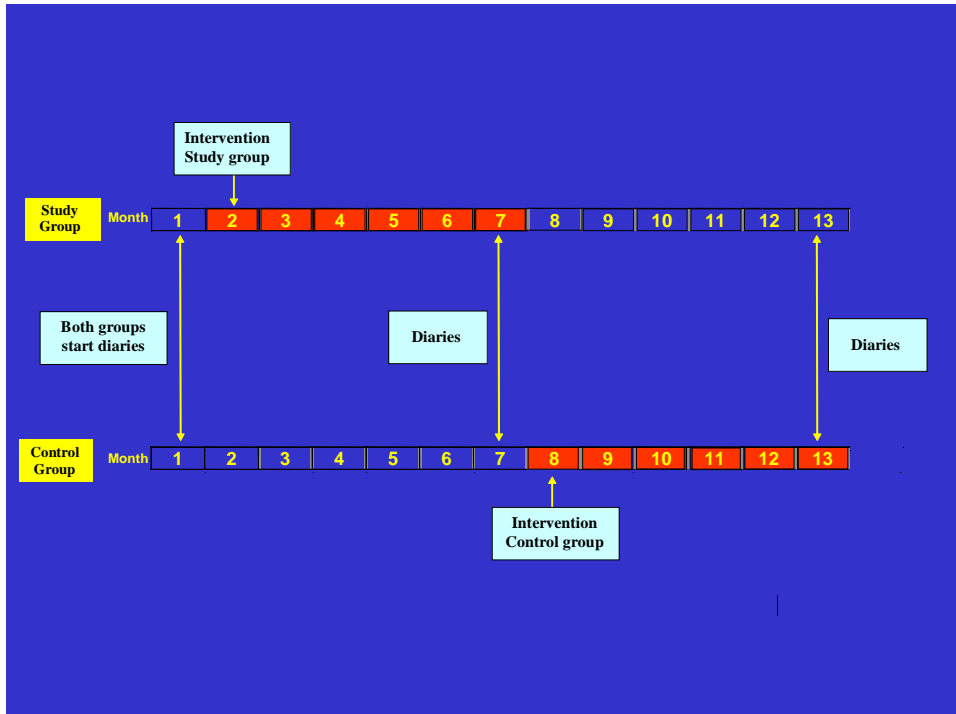 Intervention
Study group
Study
Group
Month 1 2 3 4 5 6 7 8 9 10 11 12 13
Both groups
start diaries
Diaries
Diaries
Control
Group
Month 1 2 3 4 5 6 7 8 9 10 11 12 13
Intervention
Control group